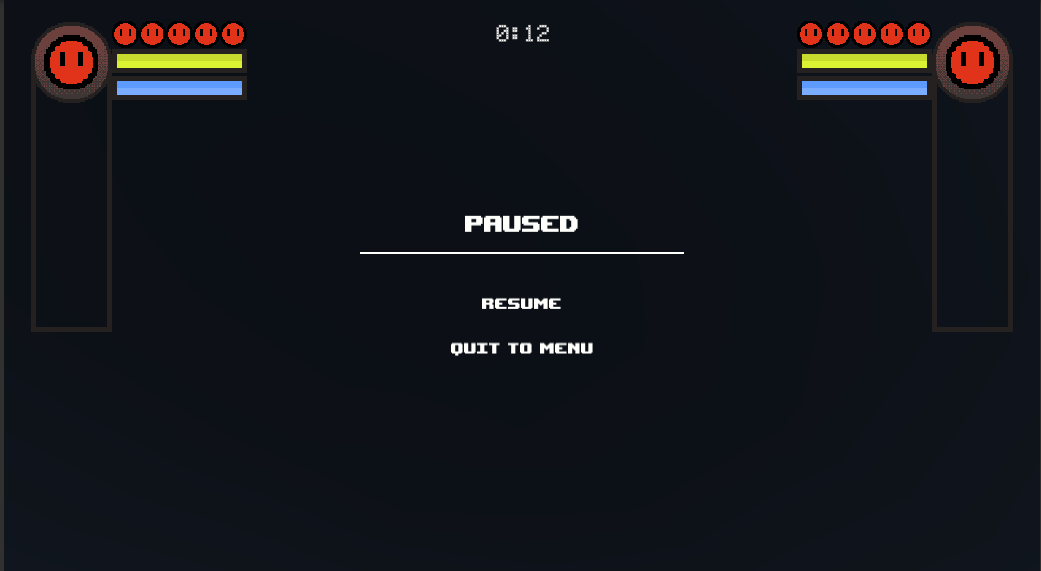 0:12
PAUSED
RESUME
QUIT TO MENU